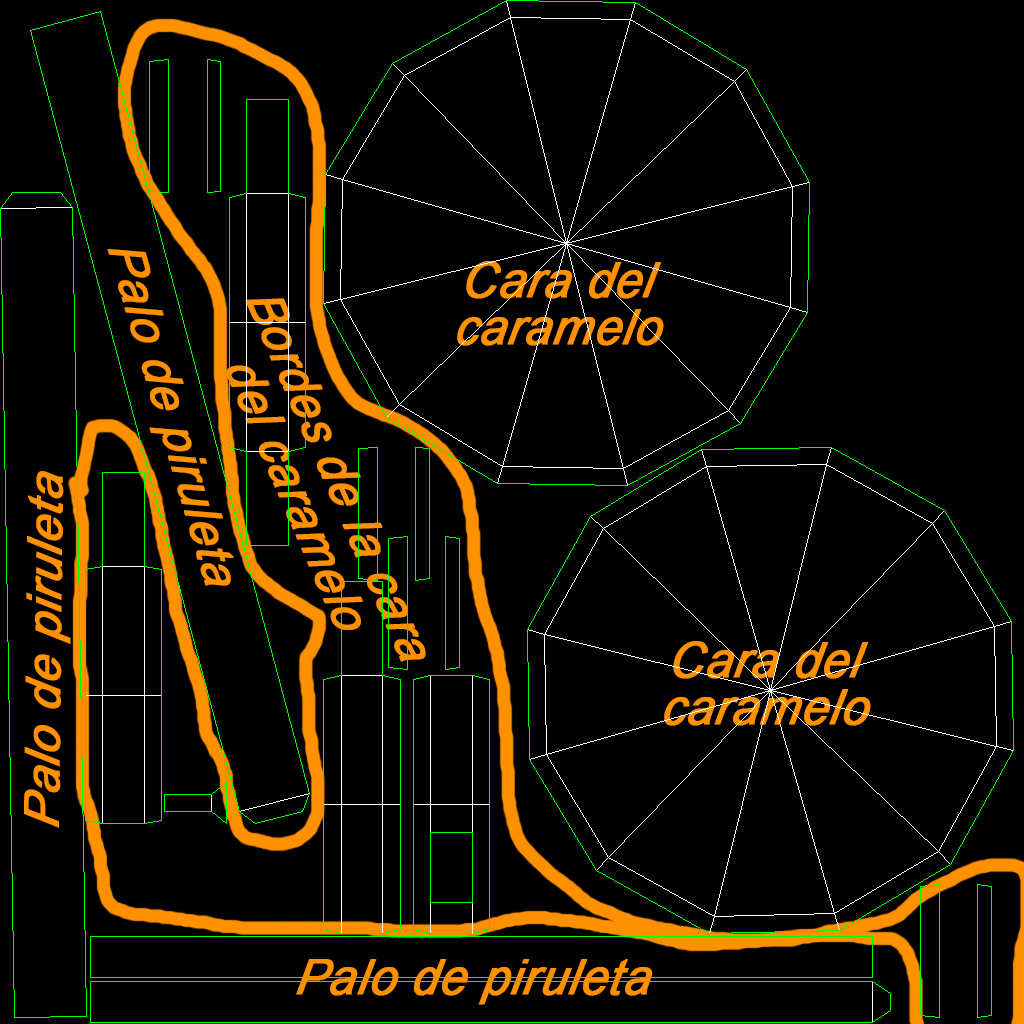 Cara del
caramelo
Palo de piruleta
Bordes de la cara
del caramelo
Palo de piruleta
Cara del
caramelo
Palo de piruleta